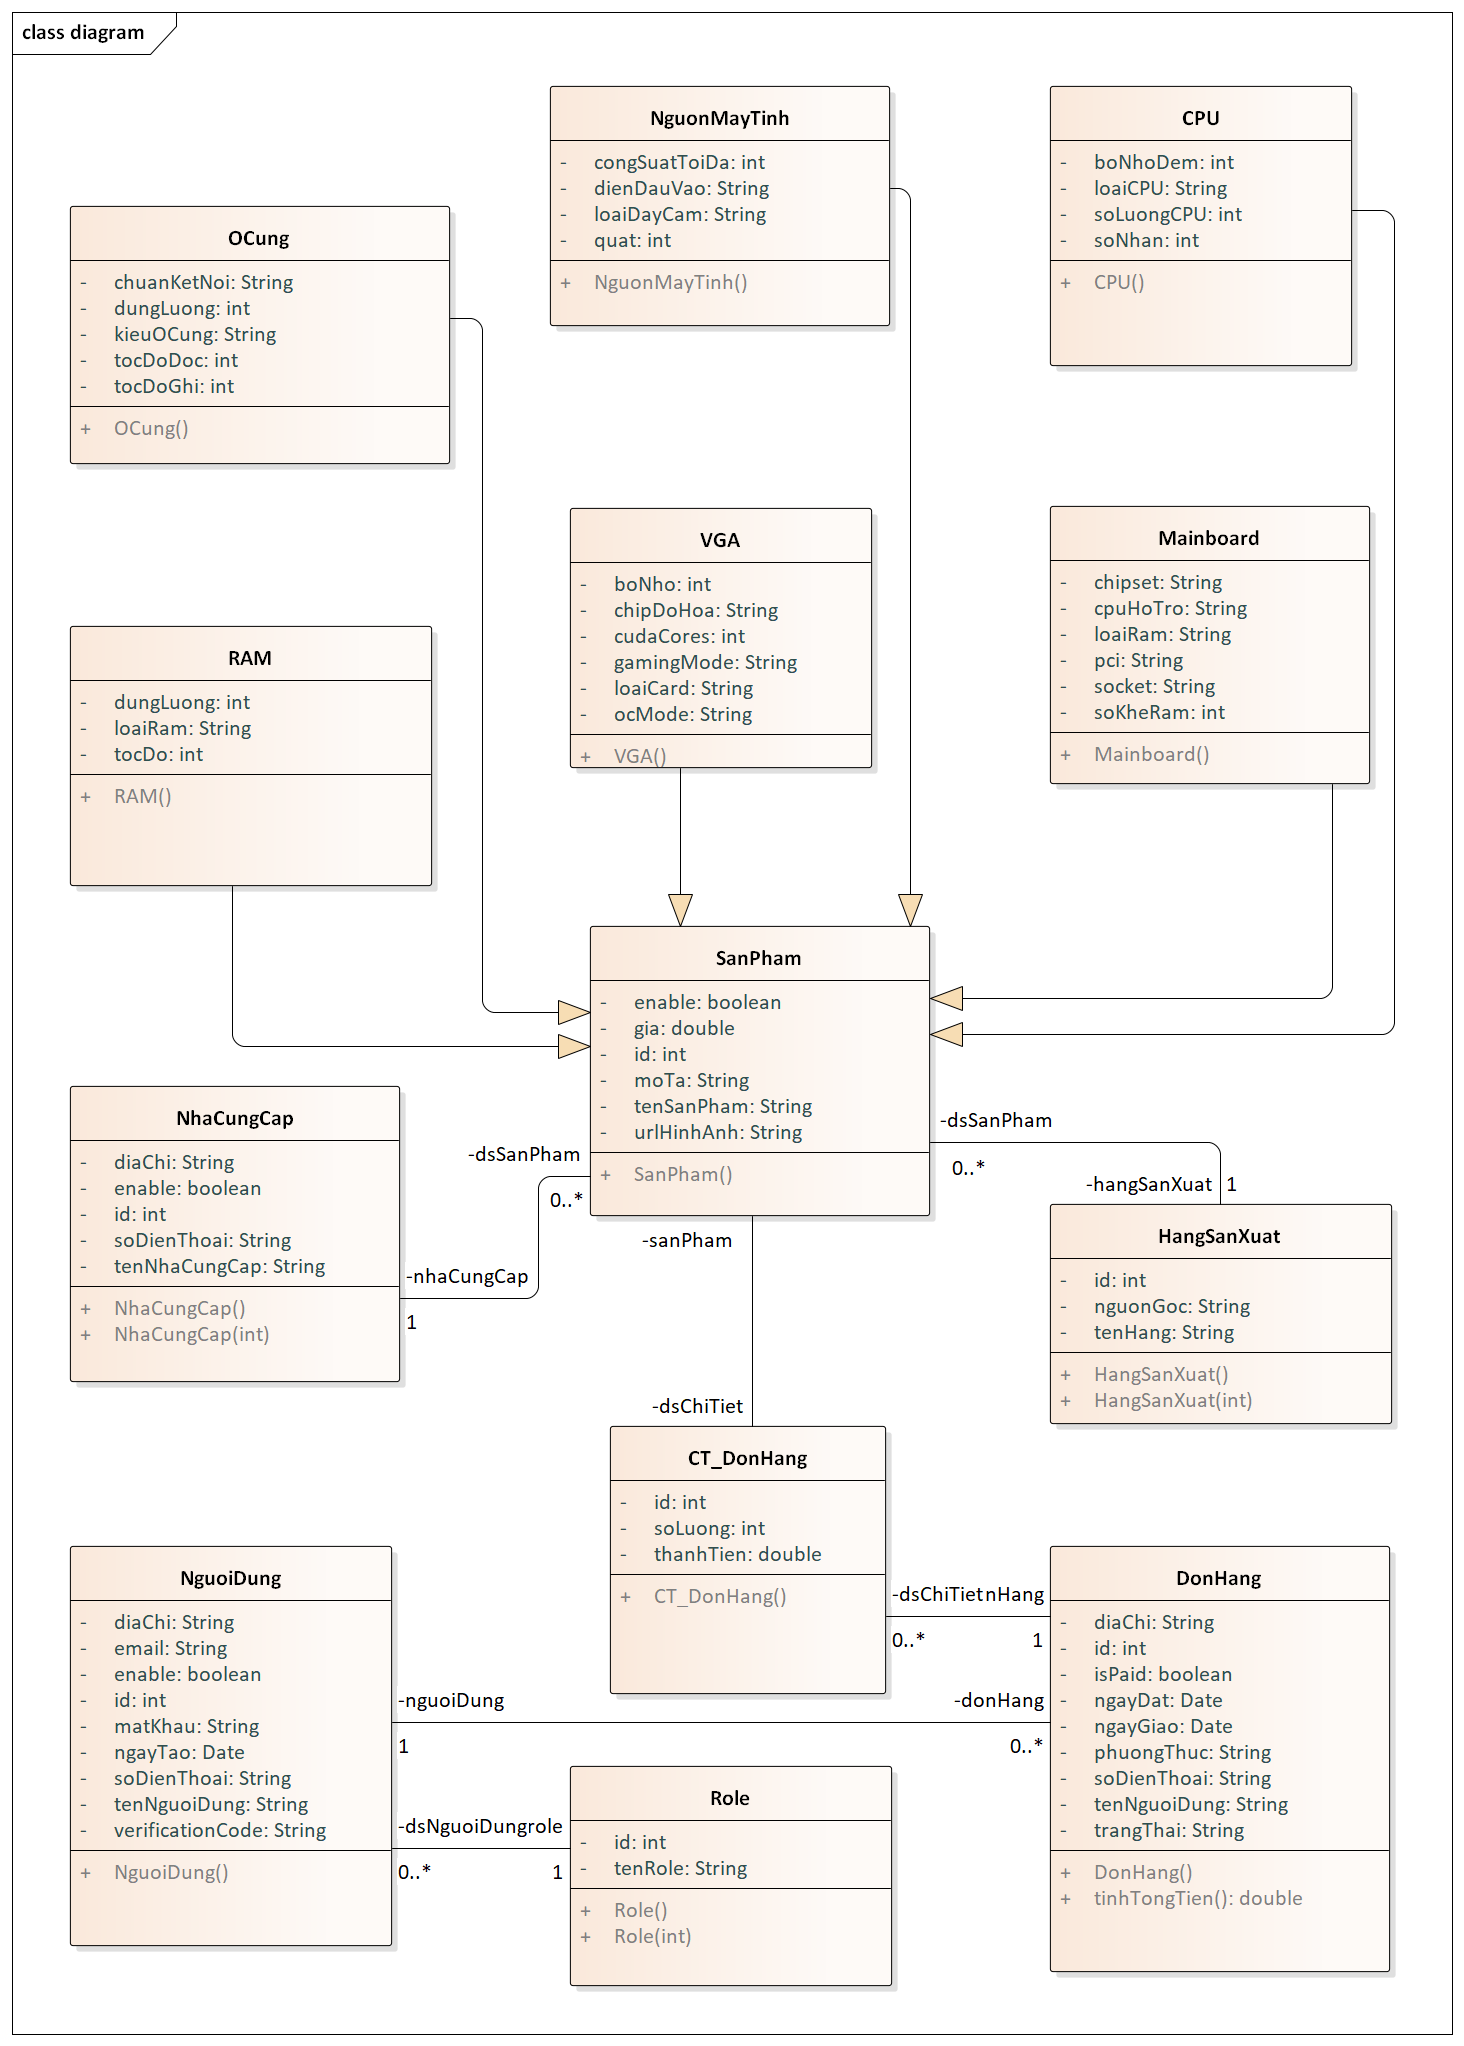 class diagram
NguonMayTinh
- congSuatToiDa: int
- dienDauVao: String
- loaiDayCam: String
- quat: int
+ NguonMayTinh()
CPU
- boNhoDem: int
- loaiCPU: String
- soLuongCPU: int
- soNhan: int
+ CPU()
OCung
- chuanKetNoi: String
- dungLuong: int
- kieuOCung: String
- tocDoDoc: int
- tocDoGhi: int
+ OCung()
VGA
- boNho: int
- chipDoHoa: String
- cudaCores: int
- gamingMode: String
- loaiCard: String
- ocMode: String
+ VGA()
Mainboard
- chipset: String
- cpuHoTro: String
- loaiRam: String
- pci: String
- socket: String
- soKheRam: int
+ Mainboard()
RAM
- dungLuong: int
- loaiRam: String
- tocDo: int
+ RAM()
SanPham
- enable: boolean
- gia: double
- id: int
- moTa: String
- tenSanPham: String
- urlHinhAnh: String
+ SanPham()
NhaCungCap
- diaChi: String
- enable: boolean
- id: int
- soDienThoai: String
- tenNhaCungCap: String
+ NhaCungCap()
+ NhaCungCap(int)
-dsSanPham
0..*
-nhaCungCap
1
-dsSanPham
0..*
-hangSanXuat
1
HangSanXuat
- id: int
- nguonGoc: String
- tenHang: String
+ HangSanXuat()
+ HangSanXuat(int)
-sanPham
-dsChiTiet
CT_DonHang
- id: int
- soLuong: int
- thanhTien: double
+ CT_DonHang()
-dsChiTietnHang
0..*
1
NguoiDung
- diaChi: String
- email: String
- enable: boolean
- id: int
- matKhau: String
- ngayTao: Date
- soDienThoai: String
- tenNguoiDung: String
- verificationCode: String
+ NguoiDung()
-nguoiDung
1
-donHang
0..*
DonHang
- diaChi: String
- id: int
- isPaid: boolean
- ngayDat: Date
- ngayGiao: Date
- phuongThuc: String
- soDienThoai: String
- tenNguoiDung: String
- trangThai: String
+ DonHang()
+ tinhTongTien(): double
-dsNguoiDungrole
0..*
1
Role
- id: int
- tenRole: String
+ Role()
+ Role(int)